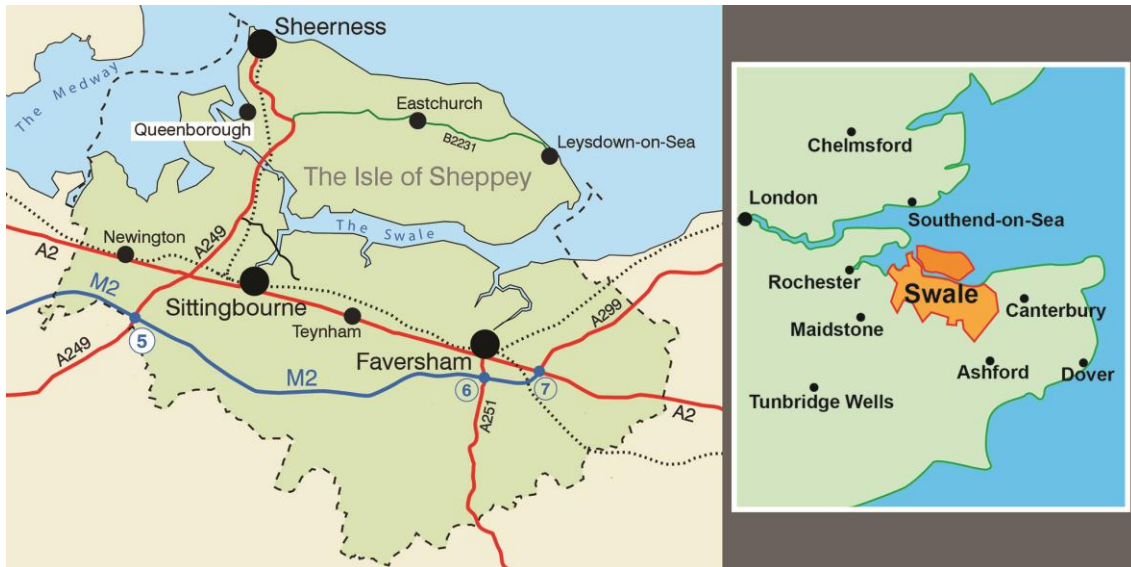 Sheerness
The Medway
Queenborough
Eastchurch
B2231
Leysdown-on-Sea
The Isle of Sheppey
The Swale
Newington
A2
A249
M2
Sittingbourne
Teynham
A299
5
A249
Faversham
M2
6
7
A251
A2
Chelmsford
London
Southend-on-Sea
Rochester
Swale
Canterbury
Maidstone
Ashford
Dover
Tunbridge Wells